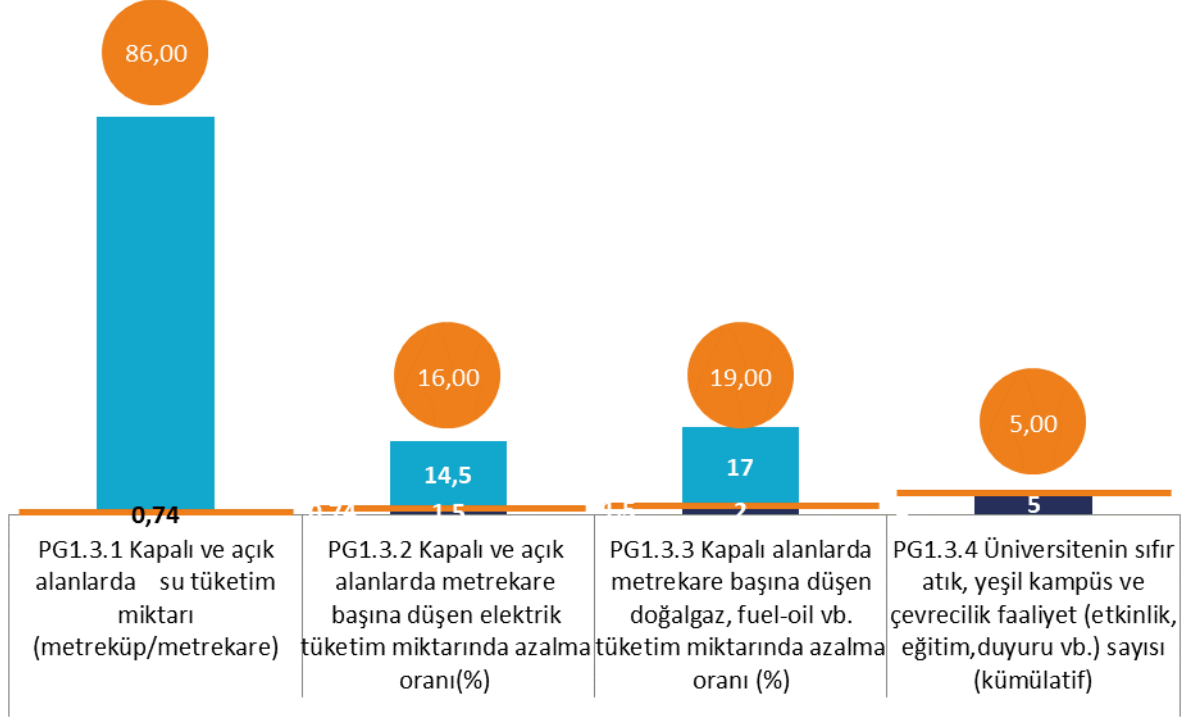 86,00
16,00
19,00
5,00
14,5
17
0,74
0,74
1,5
1,5
2
5
PG1.3.1 Kapalı ve açık
alanlarda su tüketim
miktarı
(metreküp/metrekare)
PG1.3.2 Kapalı ve açık
alanlarda metrekare
başına düşen elektrik
tüketim miktarında azalma
oranı(%)
PG1.3.3 Kapalı alanlarda
metrekare başına düşen
doğalgaz, fuel-oil vb.
tüketim miktarında azalma
oranı (%)
PG1.3.4 Üniversitenin sıfır
atık, yeşil kampüs ve
çevrecilik faaliyet (etkinlik,
eğitim,duyuru vb.) sayısı
(kümülatif)